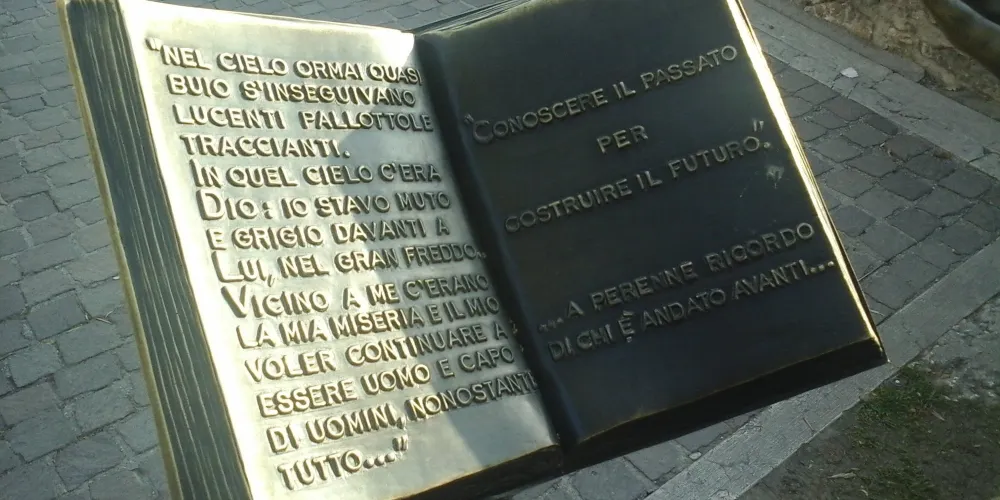 "NEL CIELO ORMAI QUASI
BUIO S'INSEGUIVANO
LUCENTI PALLOTTOLE
TRACCIANTI.
IN QUEL CIELO C'ERA
DIO: IO STAVO MUTO
E GRIGIO DAVANTI A
LUI, NEL GRAN FREDDO..
VICINO A ME C'ERANO
LA MIA MISERIA E IL MIO
VOLER CONTINUARE A
ESSERE UOMO E CAPO
DI UOMINI, NONOSTANTE
TUTTO..."
"CONOSCERE IL PASSATO
PER
COSTRUIRE IL FUTURO."
...A PERENNE RICORDO
DI CHI È ANDATO AVANTI...